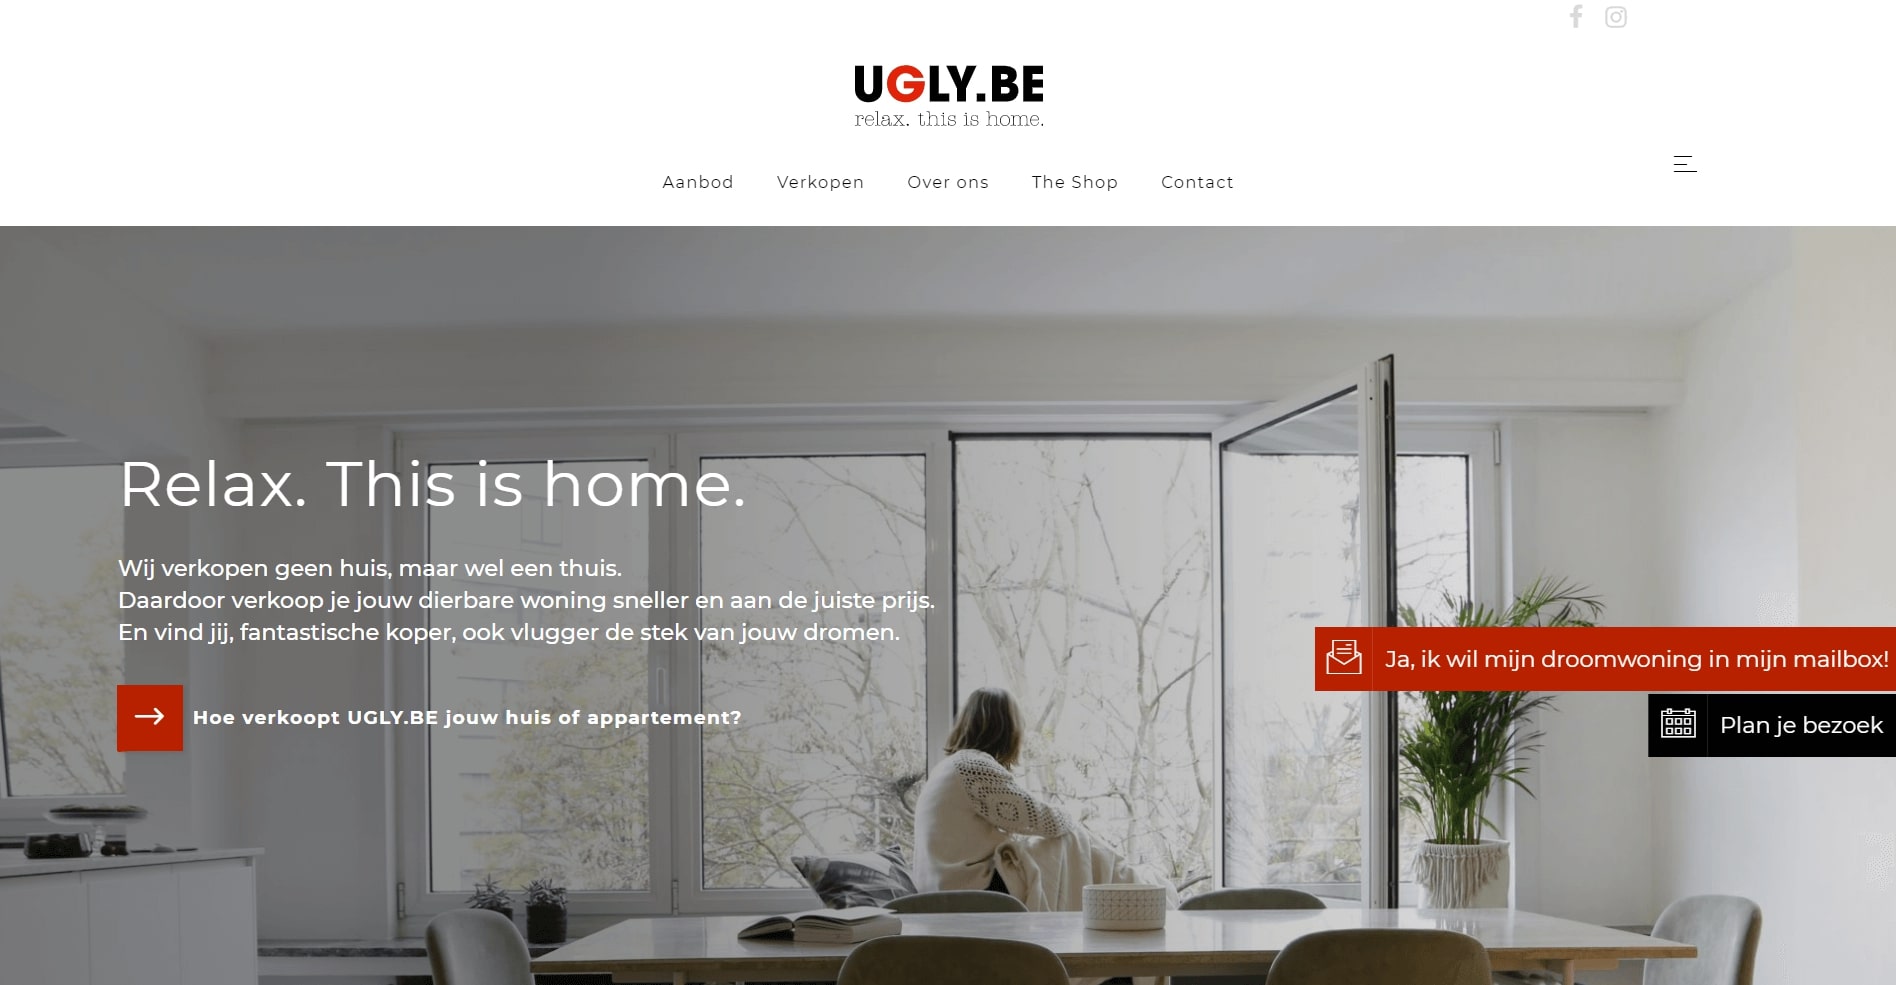 UGLY.BE
relax. this is home.
Aanbod Verkopen Over ons The Shop Contact
Relax. This is home.
Wij verkopen geen huis, maar wel een thuis.
Daardoor verkoop je jouw dierbare woning sneller en aan de juiste prijs.
En vind jij, fantastische koper, ook vlugger de stek van jouw dromen.
Ja, ik wil mijn droomwoning in mijn mailbox!
Hoe verkoopt UGLY.BE jouw huis of appartement?
Plan je bezoek